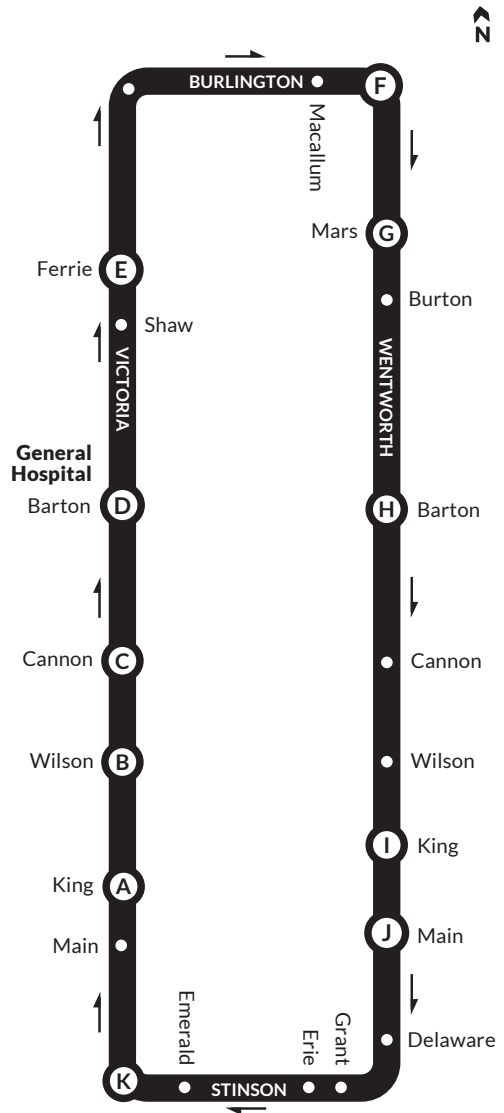 N
BURLINGTON
F
Macallum
Mars
G
Ferrie
E
Burton
Shaw
VICTORIA
WENTWORTH
General
Hospital
Barton
D
H
Barton
Cannon
C
Cannon
Wilson
B
Wilson
I
King
King
A
J
Main
Main
Emerald
Erie
Grant
Delaware
K
STINSON